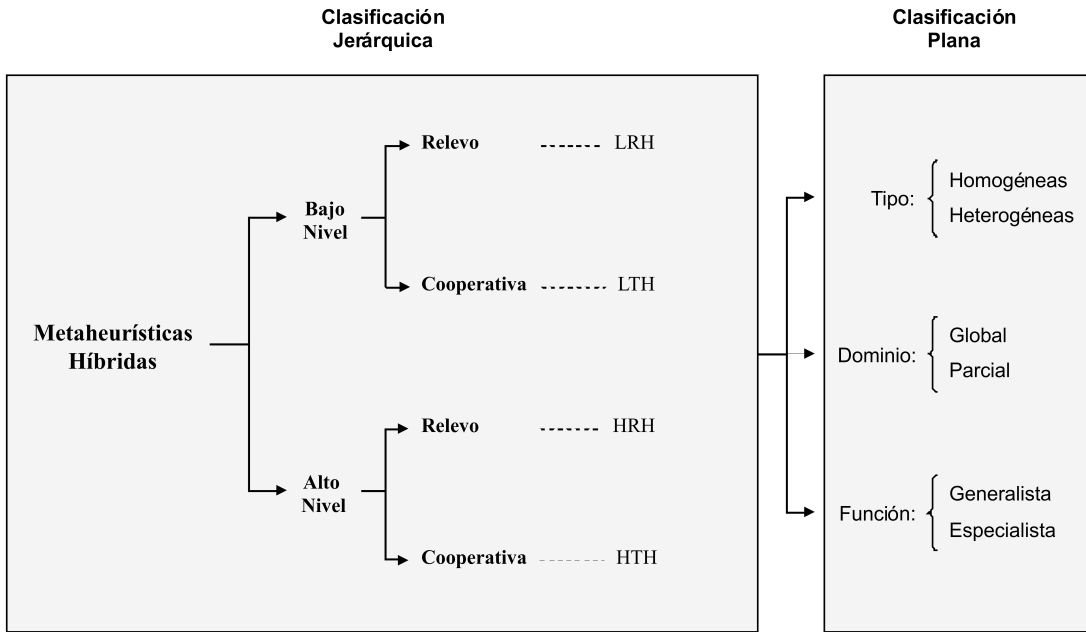 Clasificación
Jerárquica
Clasificación
Plana
Metaheurísticas
Híbridas
Bajo
Nivel
Relevo
LRH
Cooperativa
LTH
Alto
Nivel
Relevo
HRH
Cooperativa
HTH
Tipo:
Homogéneas
Heterogéneas
Dominio:
Global
Parcial
Función:
Generalista
Especialista